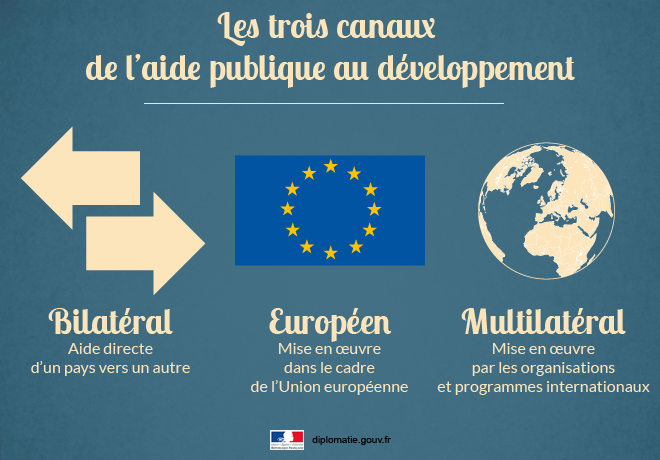 Les trois canaux
de l'aide publique au développement
Bilatéral
Aide directe
d'un pays vers un autre
Européen
Mise en œuvre
dans le cadre
de l'Union européenne
Multilatéral
Mise en œuvre
par les organisations
et programmes internationaux
diplomatie.gouv.fr